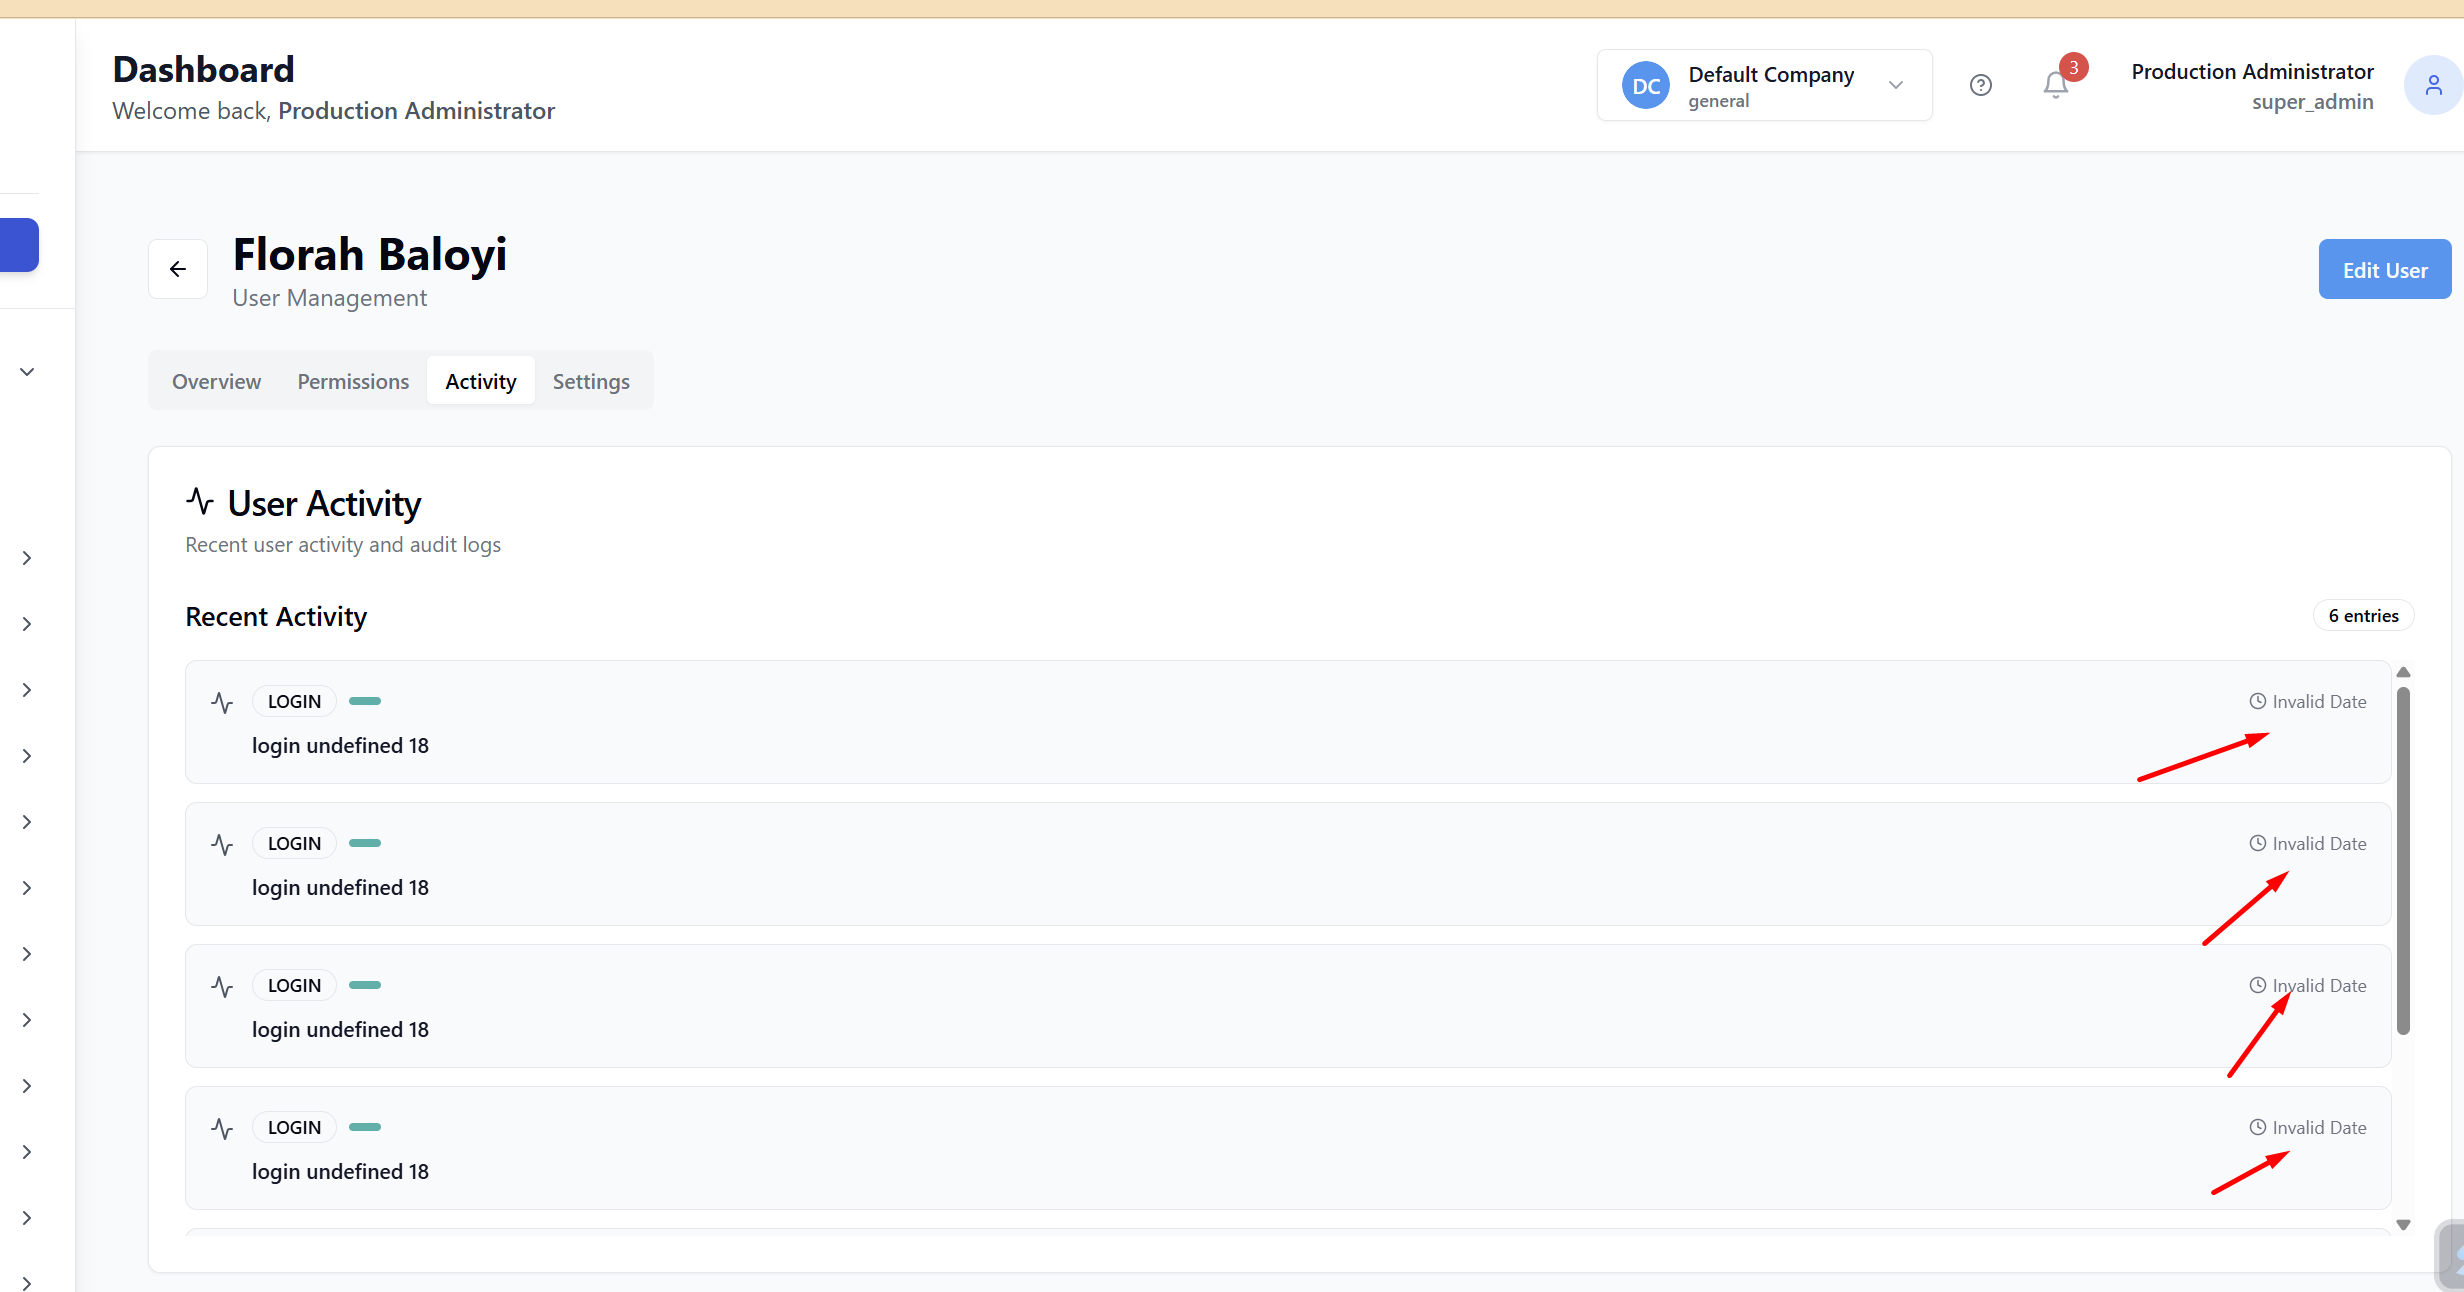 Dashboard
Welcome back, Production Administrator
DC
Default Company
general
3
Production Administrator
super_admin
Florah Baloyi
User Management
Edit User
Overview
Permissions
Activity
Settings
User Activity
Recent user activity and audit logs
Recent Activity
6 entries
LOGIN
Invalid Date
login undefined 18
LOGIN
Invalid Date
login undefined 18
LOGIN
Invalid Date
login undefined 18
LOGIN
Invalid Date
login undefined 18